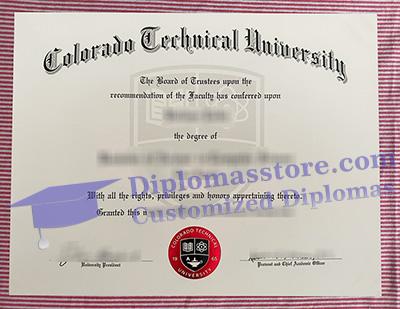 Colorado Technical University
The Board of Trustees upon the
recommendation of the Faculty has conferred upon
the degree of
Diplomasstore.com
Customized Diplomas
With all the rights, privileges and honors appertaining thereto.
Granted this
COLORADO TECHNICAL
19 65
UNIVERSITY
University President
Provost and Chief Academic Officer